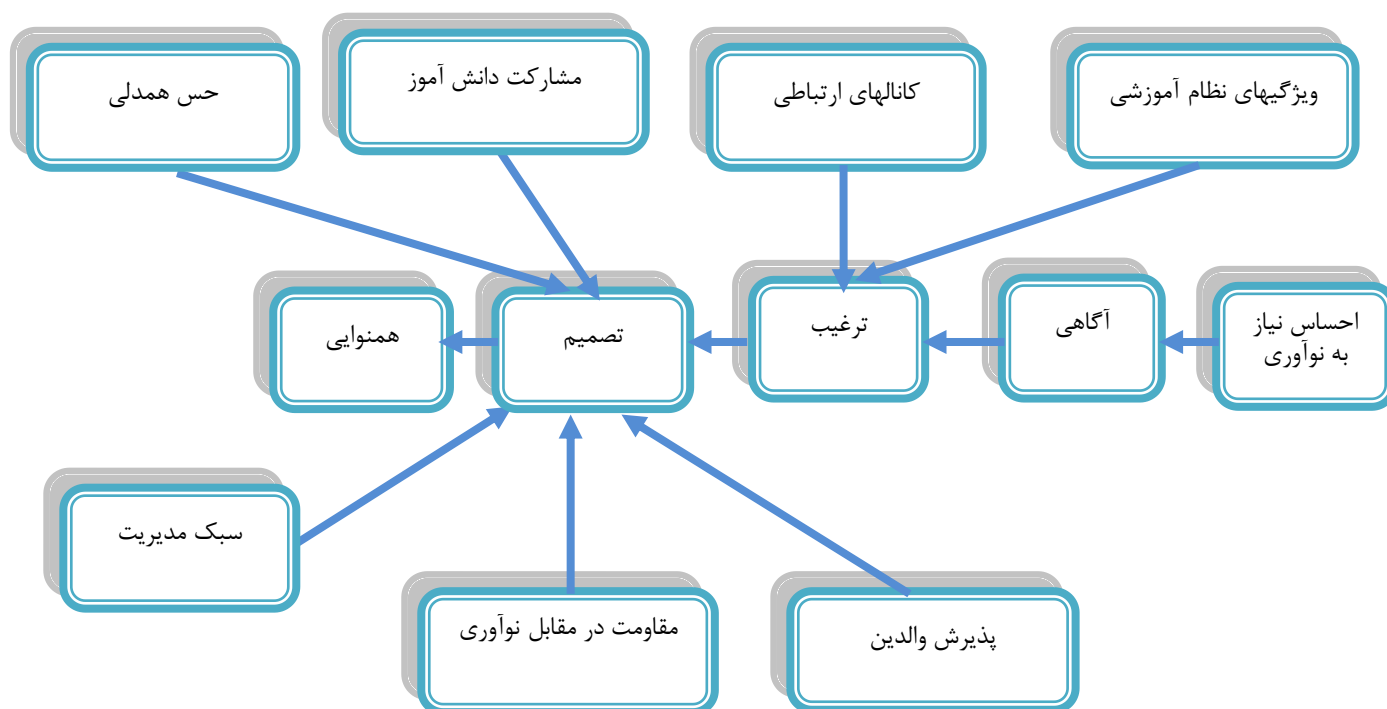 ویژگیهای نظام آموزشی
کانالهای ارتباطی
مشارکت دانش آموز
حس همدلی
احساس نیاز
به نوآوری
آگاهی
ترغیب
تصمیم
همنوایی
سبک مدیریت
مقاومت در مقابل نوآوری
پذیرش والدین